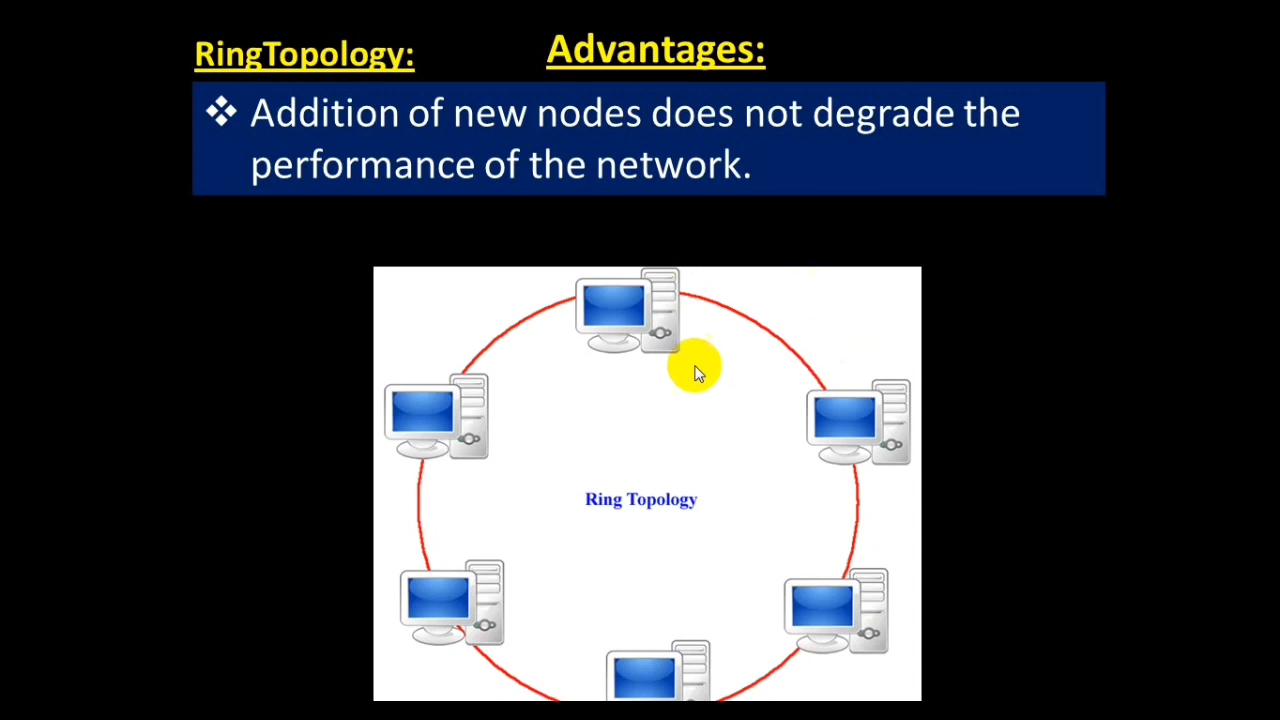 RingTopology:
Advantages:
❖ Addition of new nodes does not degrade the
performance of the network.
Ring Topology